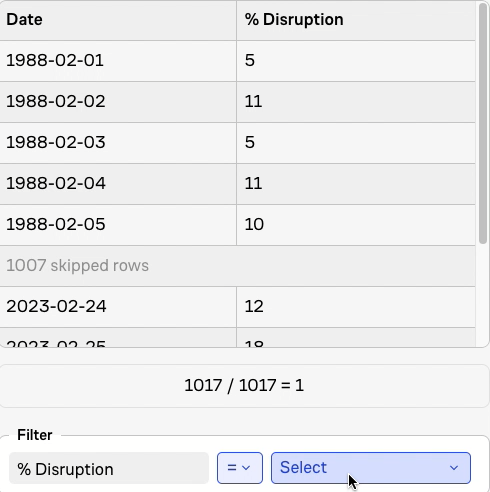 Date % Disruption
1988-02-01 5
1988-02-02 11
1988-02-03 5
1988-02-04 11
1988-02-05 10
1007 skipped rows
2023-02-24 12
2023-02-25 18
1017 / 1017 = 1
Filter
% Disruption = Select